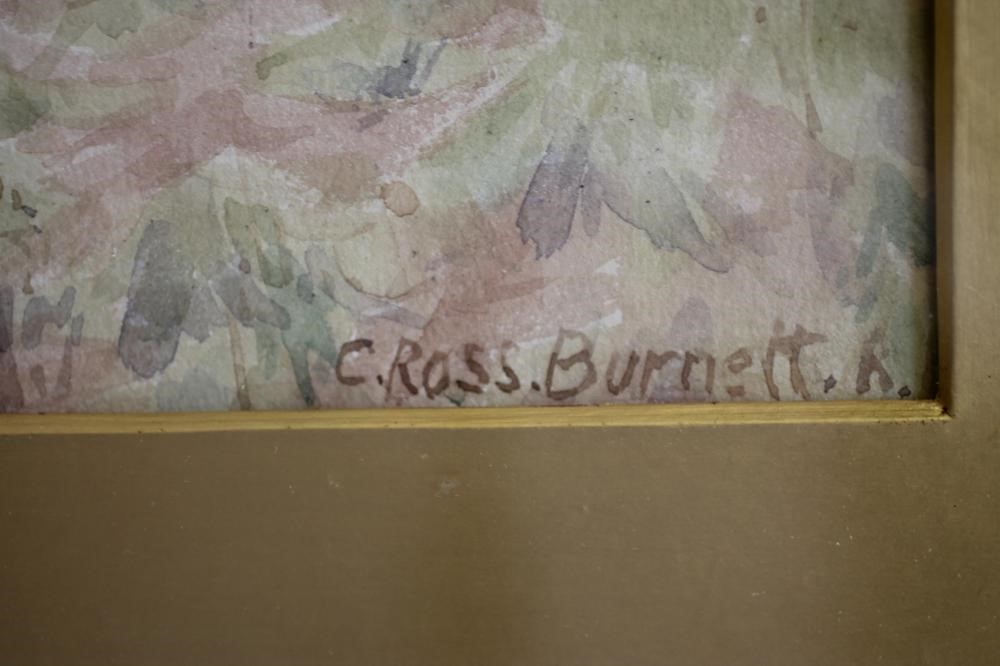 C. Ross. Burnett. A.